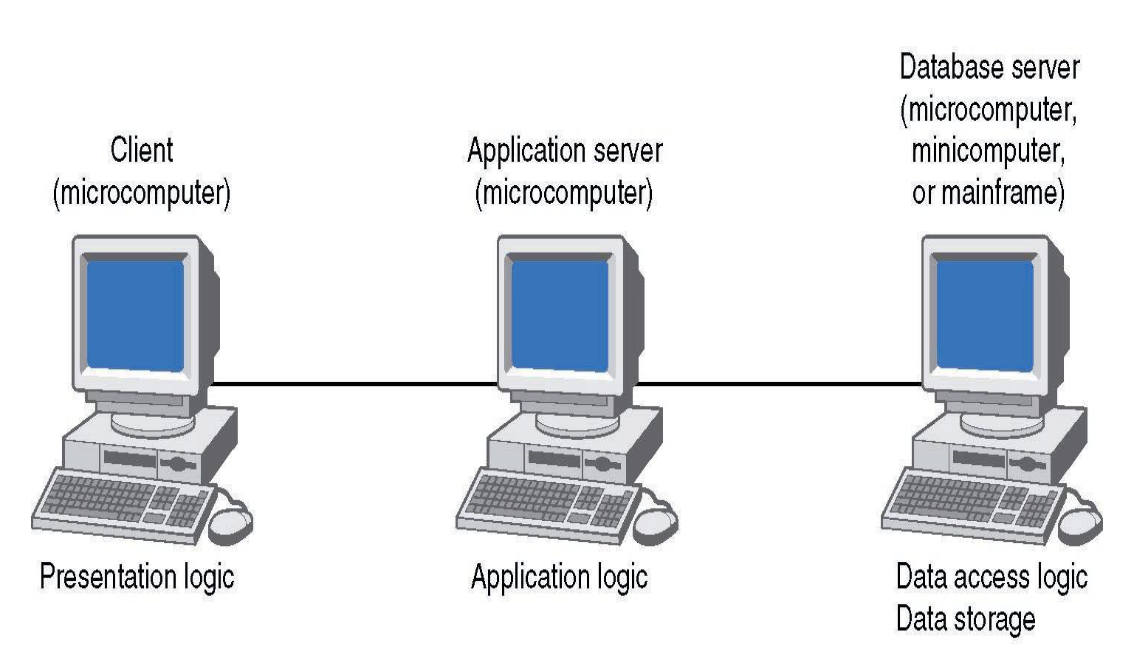 Client
(microcomputer)
Application server
(microcomputer)
Database server
(microcomputer,
minicomputer,
or mainframe)
Presentation logic
Application logic
Data access logic
Data storage